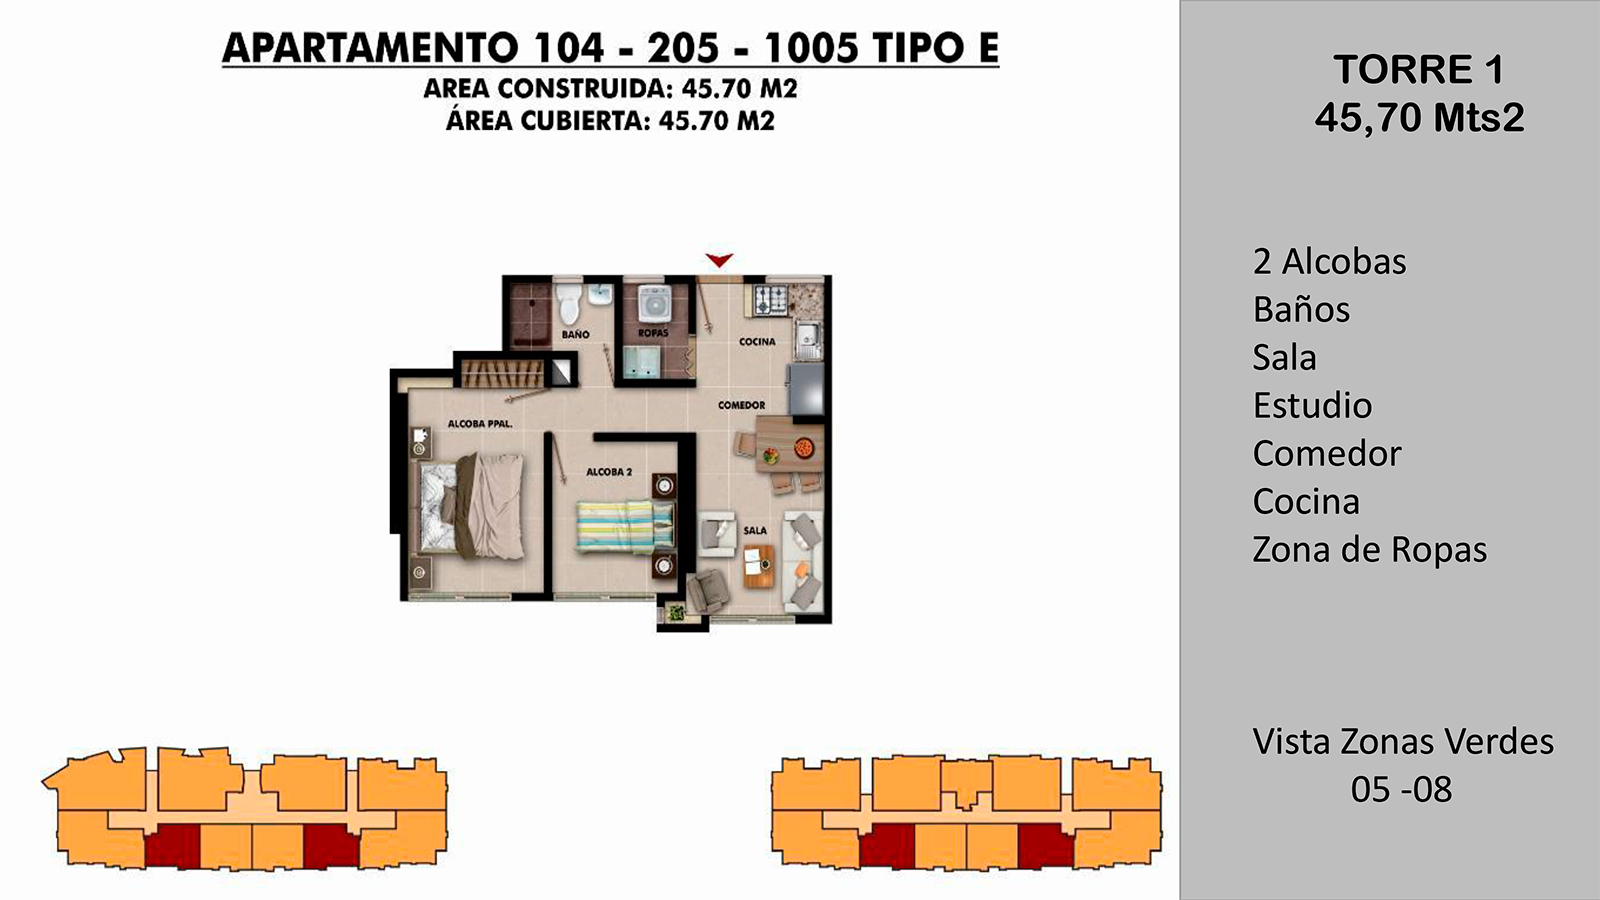 APARTAMENTO 104 - 205 - 1005 TIPO E
AREA CONSTRUIDA: 45.70 M2
ÁREA CUBIERTA: 45.70 M2
BAÑO
ROPAS
COCINA
COMEDOR
ALCOBA PPAL.
ALCOBA 2
SALA
TORRE 1
45,70 Mts2
2 Alcobas
Baños
Sala
Estudio
Comedor
Cocina
Zona de Ropas
Vista Zonas Verdes
05 -08